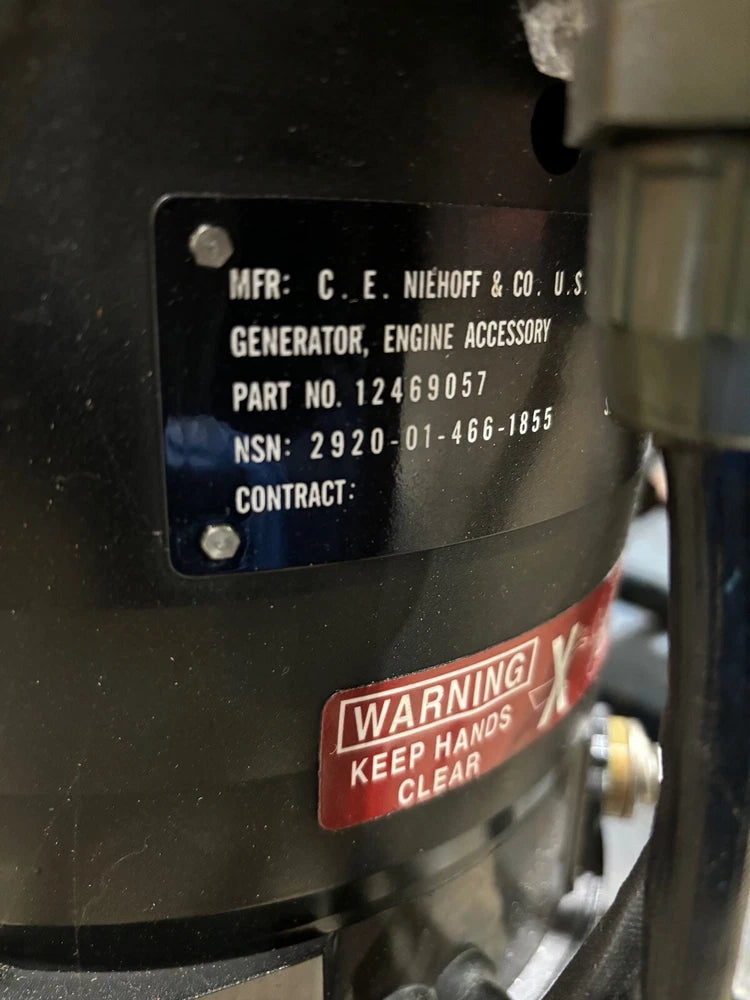 MFR: C. E. NIEHOFF & CO. U.S.
GENERATOR, ENGINE ACCESSORY
PART NO. 12469057
NSN: 2920-01-466-1855
CONTRACT:
WARNING
KEEP HANDS
CLEAR